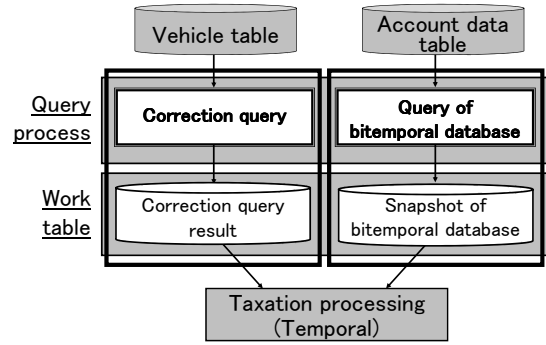 Vehicle table
Account data
table
Query
process
Correction query
Query of
bitemporal database
Work
table
Correction query
result
Snapshot of
bitemporal database
Taxation processing
(Temporal)